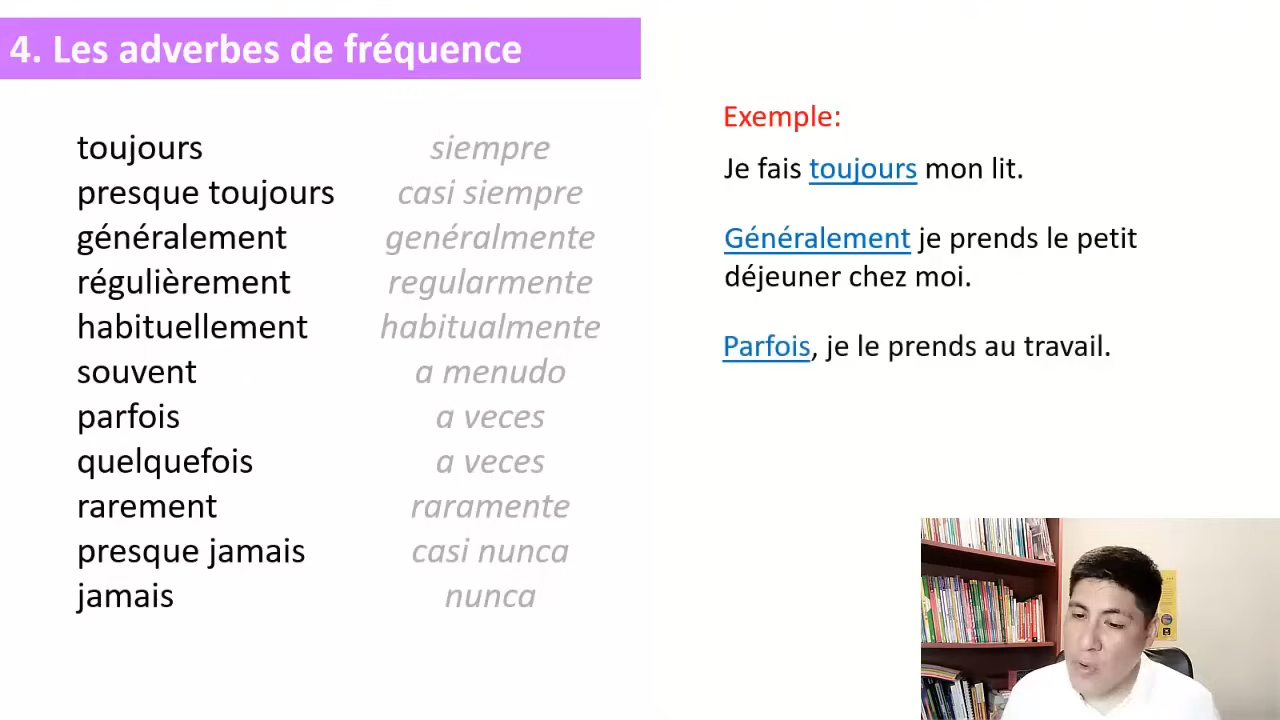 4. Les adverbes de fréquence
toujours siempre
presque toujours casi siempre
généralement genéralmente
régulièrement regularmente
habituellement habitualmente
souvent a menudo
parfois a veces
quelquefois a veces
rarement raramente
presque jamais casi nunca
jamais nunca
Exemple:
Je fais toujours mon lit.
Généralement je prends le petit
déjeuner chez moi.
Parfois, je le prends au travail.